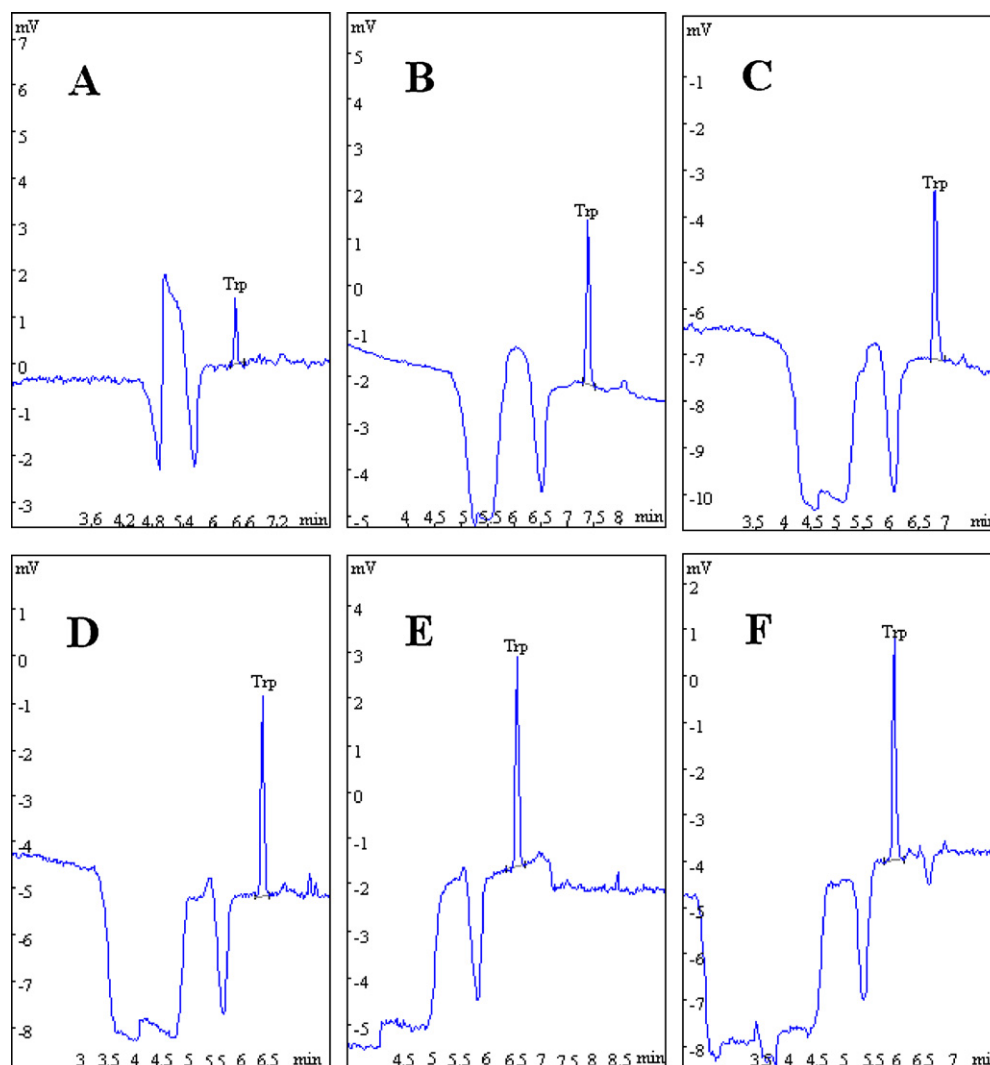 mV
7
A
6
5
4
3
2
Trp
1
0
-1
-2
-3
3,6 4,2 4,8 5,4 6 6,6 7,2 min
mV
5
B
4
3
2
Trp
1
0
-1
-2
-3
-4
-5
4 4,5 5 5,5 6 6,5 7 7,5 8 min
mV
-1
C
-2
-3
Trp
-4
-5
-6
-7
-8
-9
-10
3,5 4 4,5 5 5,5 6 6,5 7 min
mV
1
D
0
Trp
-1
-2
-3
-4
-5
-6
-7
-8
3 3,5 4 4,5 5 5,5 6 6,5 min
mV
4
E
3
Trp
2
1
0
-1
-2
-3
-4
-5
4,5 5 5,5 6 6,5 7 7,5 8 8,5 min
mV
2
F
1
Trp
0
-1
-2
-3
-4
-5
-6
-7
-8
3,5 4 4,5 5 5,5 6 6,5 7 min